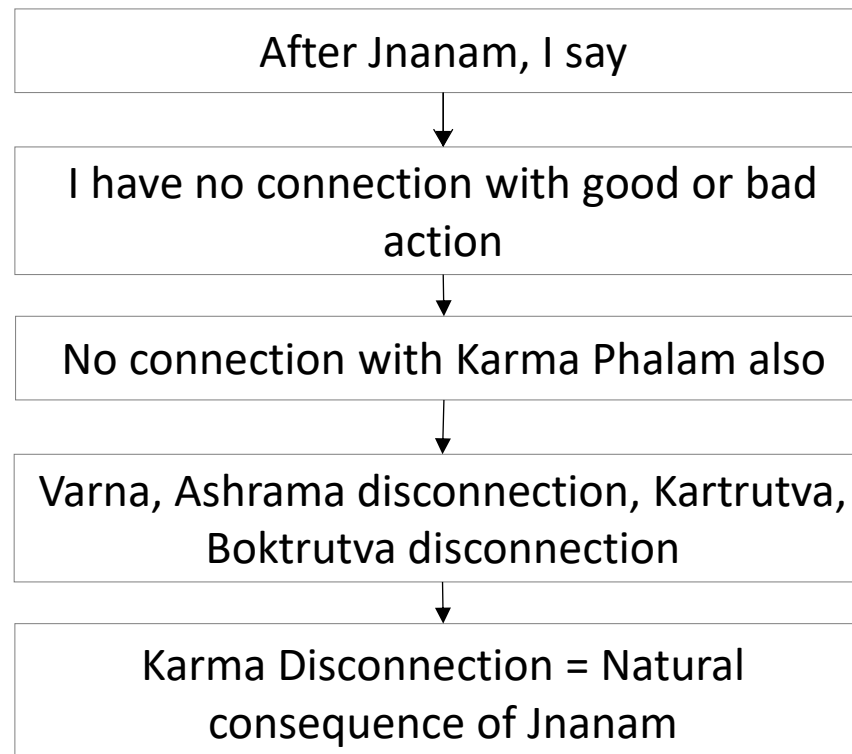 After Jnanam, I say
I have no connection with good or bad
action
No connection with Karma Phalam also
Varna, Ashrama disconnection, Kartrutva,
Boktrutva disconnection
Karma Disconnection = Natural
consequence of Jnanam